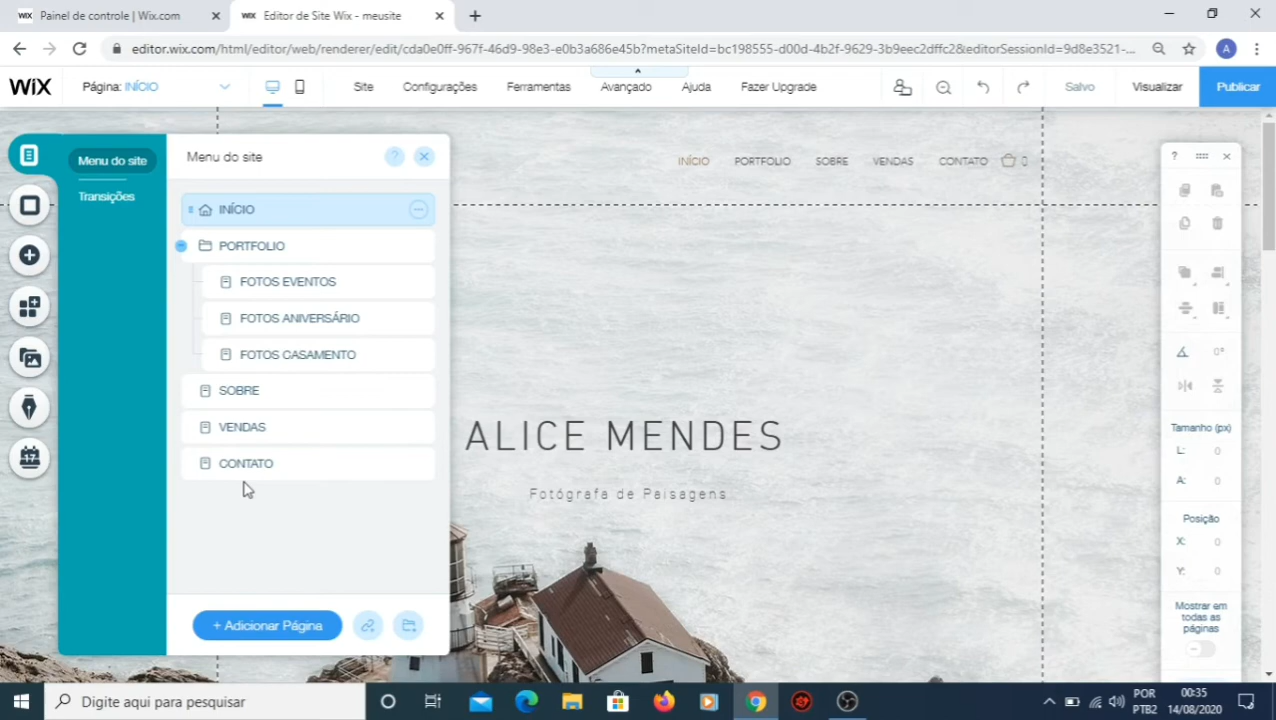 WiX Painel de controle | Wix.com
WiX Editor de Site Wix - meusite
editor.wix.com/html/editor/web/renderer/edit/cda0e0ff-967f-46d9-98e3-e0b3a686e45b?metaSiteId=bc198555-d00d-4b2f-9629-3b9eec2dffc2&editorSessionId=9d8e3521-...
A
WiX
Página: INÍCIO
Site
Configurações
Ferramentas
Avançado
Ajuda
Fazer Upgrade
Salvo
Visualizar
Publicar
Menu do site
Transições
Menu do site
?
INÍCIO
PORTFOLIO
FOTOS EVENTOS
FOTOS ANIVERSÁRIO
FOTOS CASAMENTO
SOBRE
VENDAS
CONTATO
+ Adicionar Página
INÍCIO PORTFOLIO SOBRE VENDAS CONTATO 0
ALICE MENDES
Fotógrafa de Paisagens
?
0°
Tamanho (px)
L: 0
A: 0
Posição
X: 0
Y: 0
Mostrar em
todas as
páginas
17
Digite aqui para pesquisar
POR
PTB2
00:35
14/08/2020